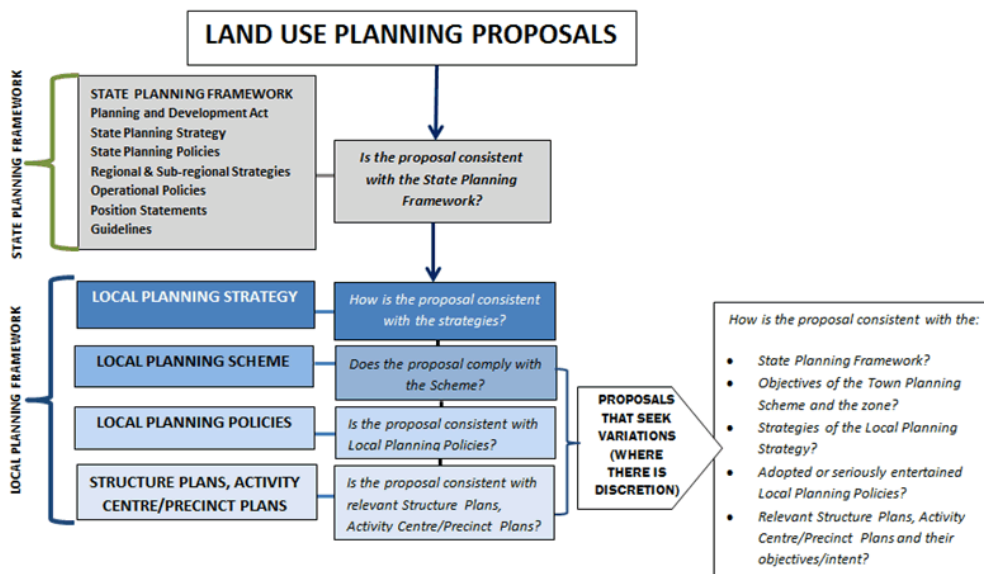 LAND USE PLANNING PROPOSALS
STATE PLANNING FRAMEWORK
STATE PLANNING FRAMEWORK
Planning and Development Act
State Planning Strategy
State Planning Policies
Regional & Sub-regional Strategies
Operational Policies
Position Statements
Guidelines
Is the proposal consistent
with the State Planning
Framework?
LOCAL PLANNING FRAMEWORK
LOCAL PLANNING STRATEGY
How is the proposal consistent
with the strategies?
LOCAL PLANNING SCHEME
Does the proposal comply with
the Scheme?
LOCAL PLANNING POLICIES
Is the proposal consistent with
Local Planning Policies?
STRUCTURE PLANS, ACTIVITY
CENTRE/PRECINCT PLANS
Is the proposal consistent with
relevant Structure Plans,
Activity Centre/Precinct Plans?
PROPOSALS
THAT SEEK
VARIATIONS
(WHERE
THERE IS
DISCRETION)
How is the proposal consistent with the:
• State Planning Framework?
• Objectives of the Town Planning
Scheme and the zone?
• Strategies of the Local Planning
Strategy?
• Adopted or seriously entertained
Local Planning Policies?
• Relevant Structure Plans, Activity
Centre/Precinct Plans and their
objectives/intent?